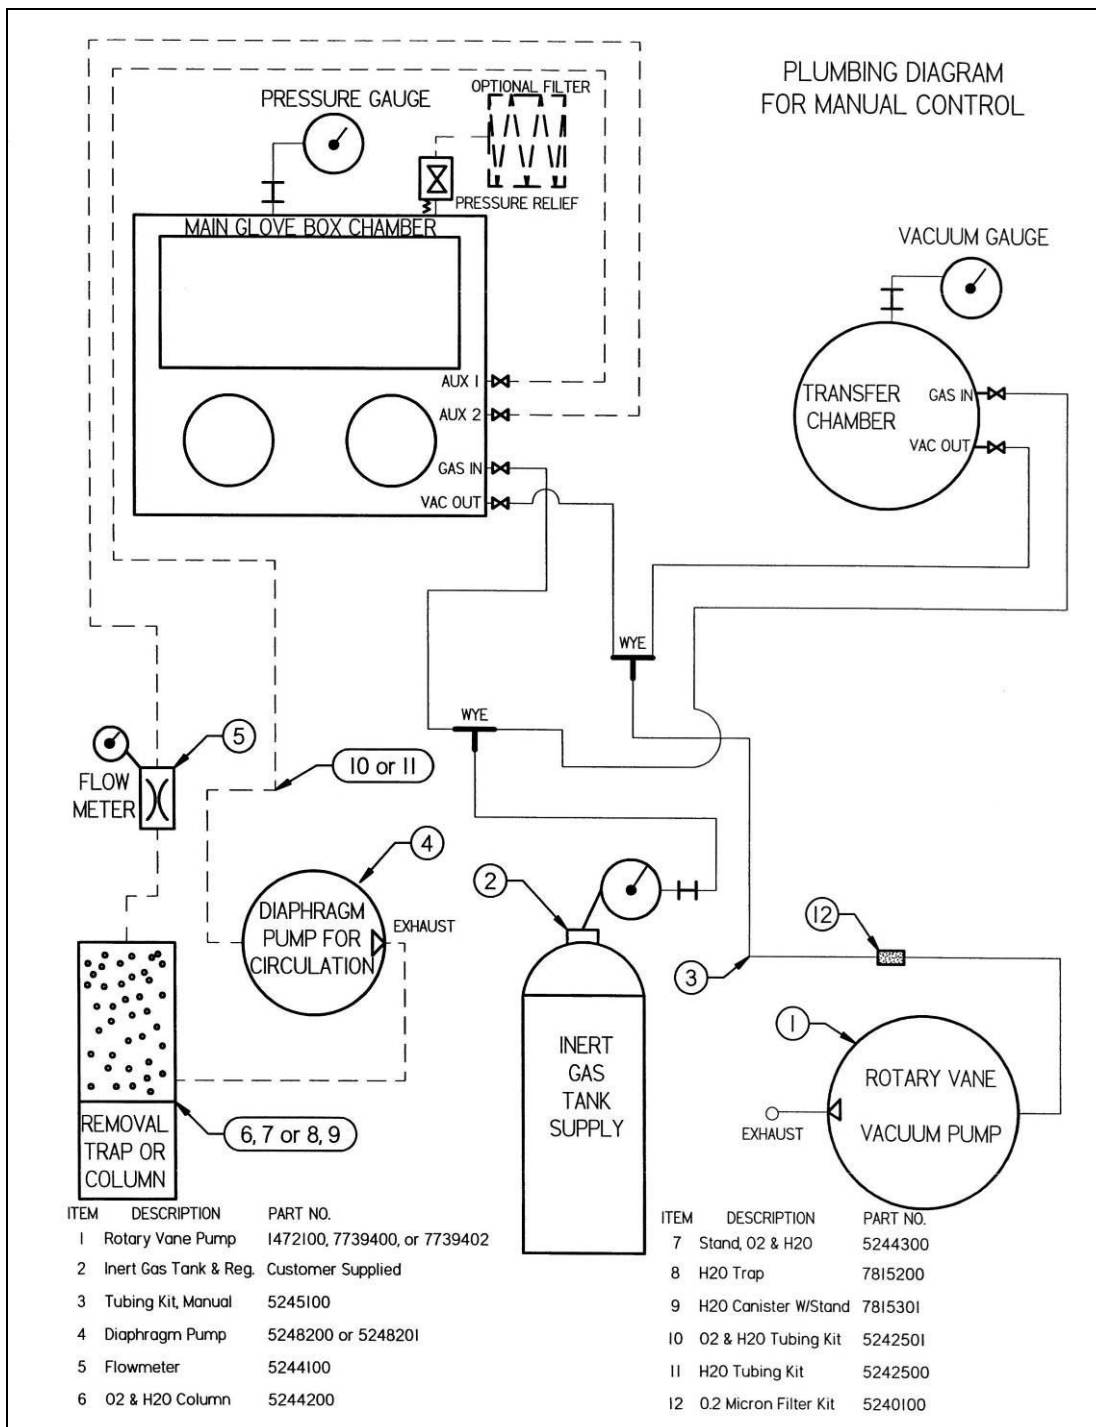 PLUMBING DIAGRAM
FOR MANUAL CONTROL
OPTIONAL FILTER
PRESSURE GAUGE
PRESSURE RELIEF
MAIN GLOVE BOX CHAMBER
VACUUM GAUGE
AUX 1
AUX 2
GAS IN
VAC OUT
TRANSFER
CHAMBER
GAS IN
VAC OUT
WYE
WYE
5
10 or 11
FLOW
METER
4
2
DIAPHRAGM
PUMP FOR
CIRCULATION
EXHAUST
12
3
1
INERT
GAS
TANK
SUPPLY
ROTARY VANE
VACUUM PUMP
EXHAUST
6, 7 or 8, 9
REMOVAL
TRAP OR
COLUMN
ITEM DESCRIPTION PART NO.
1 Rotary Vane Pump 1472100, 7739400, or 7739402
2 Inert Gas Tank & Reg. Customer Supplied
3 Tubing Kit, Manual 5245100
4 Diaphragm Pump 5248200 or 5248201
5 Flowmeter 5244100
6 O2 & H2O Column 5244200
ITEM DESCRIPTION PART NO.
7 Stand, O2 & H2O 5244300
8 H2O Trap 7815200
9 H2O Canister W/Stand 7815301
10 O2 & H2O Tubing Kit 5242501
11 H2O Tubing Kit 5242500
12 0.2 Micron Filter Kit 5240100